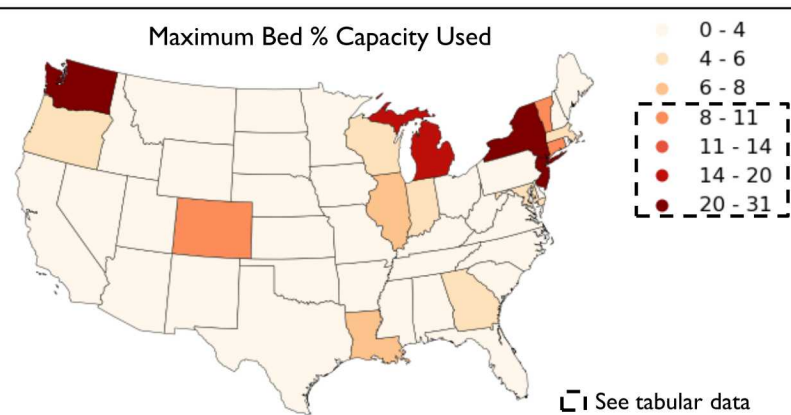 Maximum Bed % Capacity Used
0 - 4
4 - 6
6 - 8
8 - 11
11 - 14
14 - 20
20 - 31
See tabular data